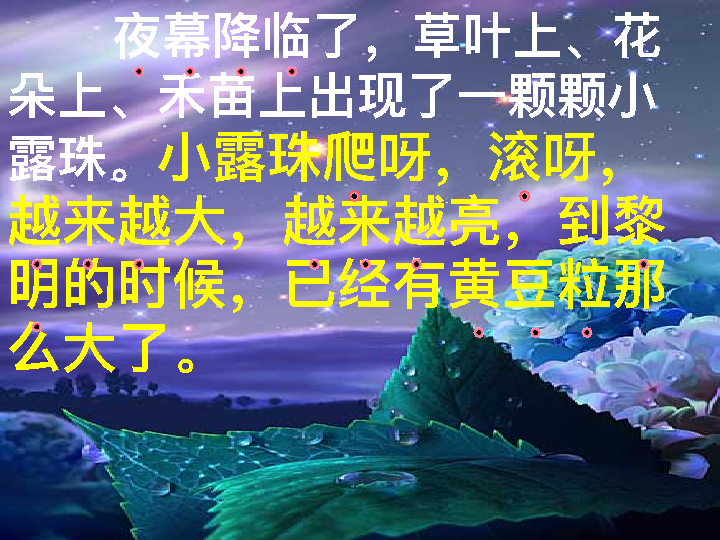 夜幕降临了，草叶上、花
朵上、禾苗上出现了一颗颗小
露珠。小露珠爬呀，滚呀，
越来越大，越来越亮，到黎
明的时候，已经有黄豆粒那
么大了。